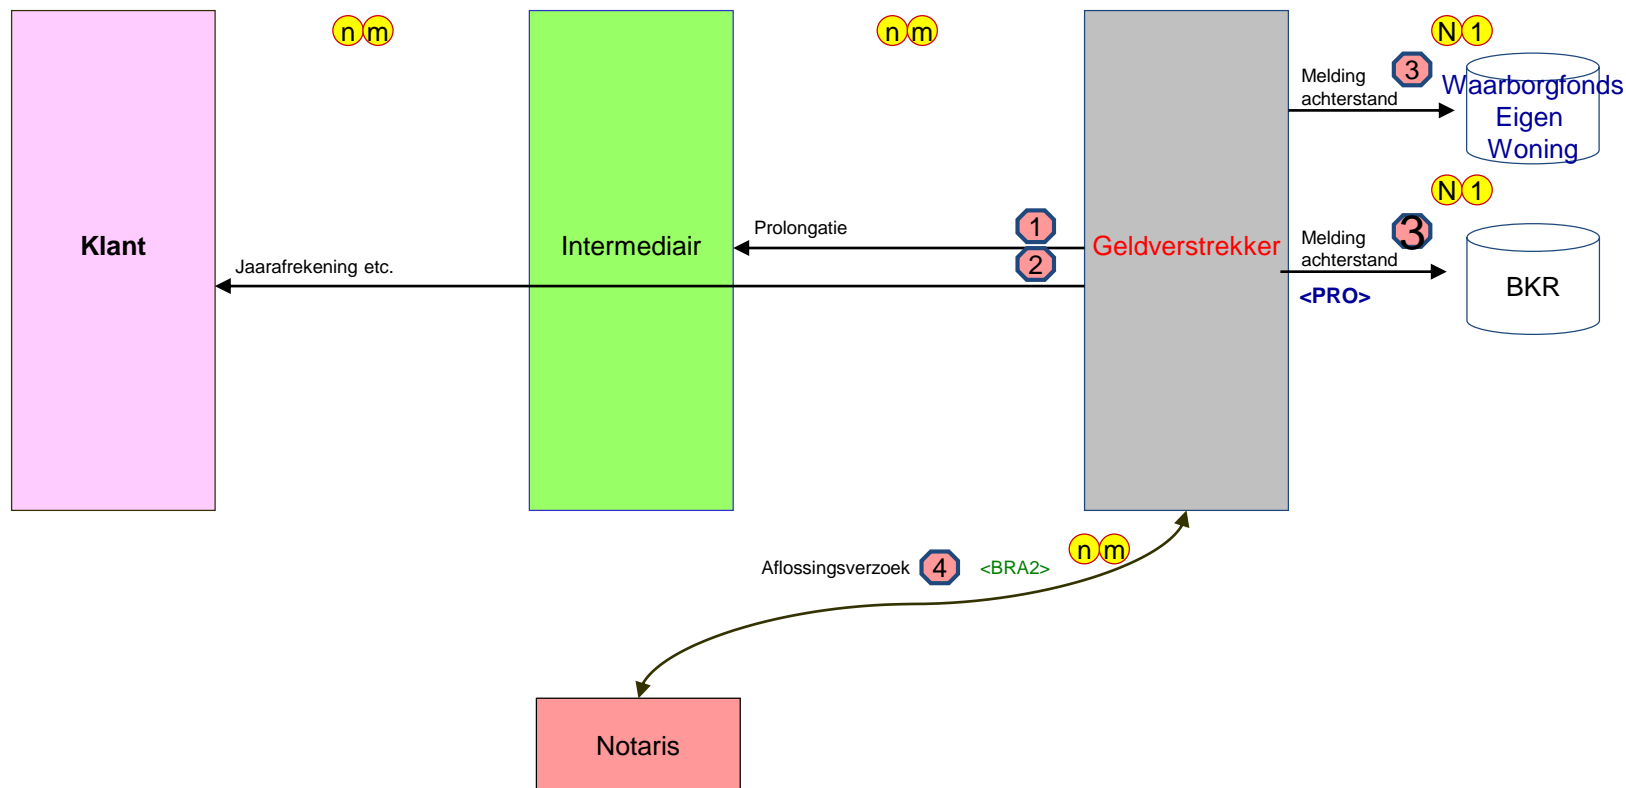 n m
n m
N 1
Melding
achterstand
3
Waarborgfonds
Eigen
Woning
N 1
Klant
Jaarafrekening etc.
Intermediair
Prolongatie
1
2
Geldverstrekker
Melding
achterstand
3
<PRO>
BKR
n m
Aflossingsverzoek
4
<BRA2>
Notaris